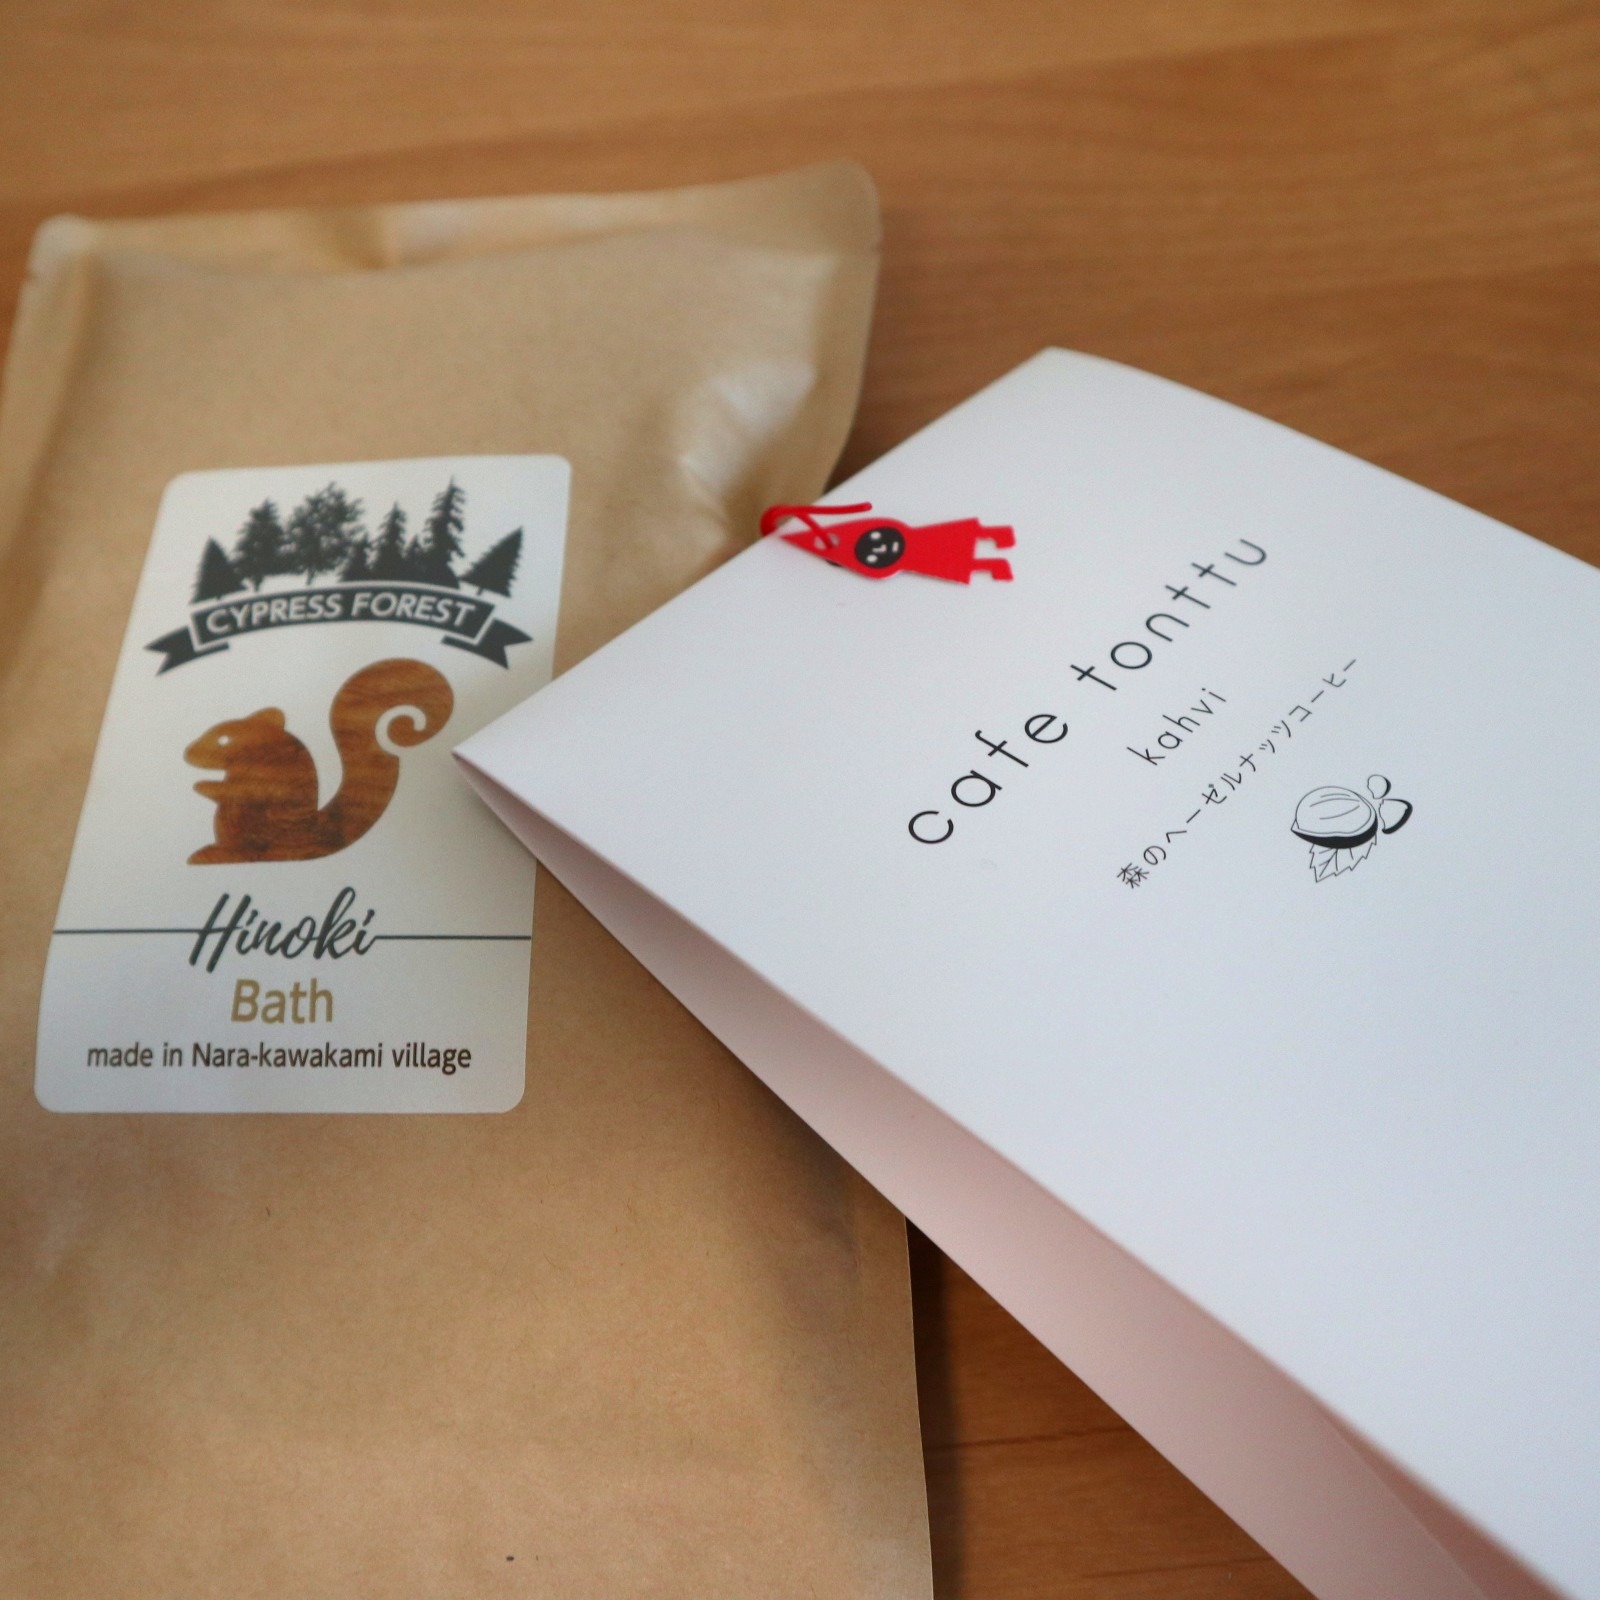 CYPRESS FOREST
Hinoki
Bath
made in Nara-kawakami village
cafe tonttu
kahvi
森のヘーゼルナッツコーヒー